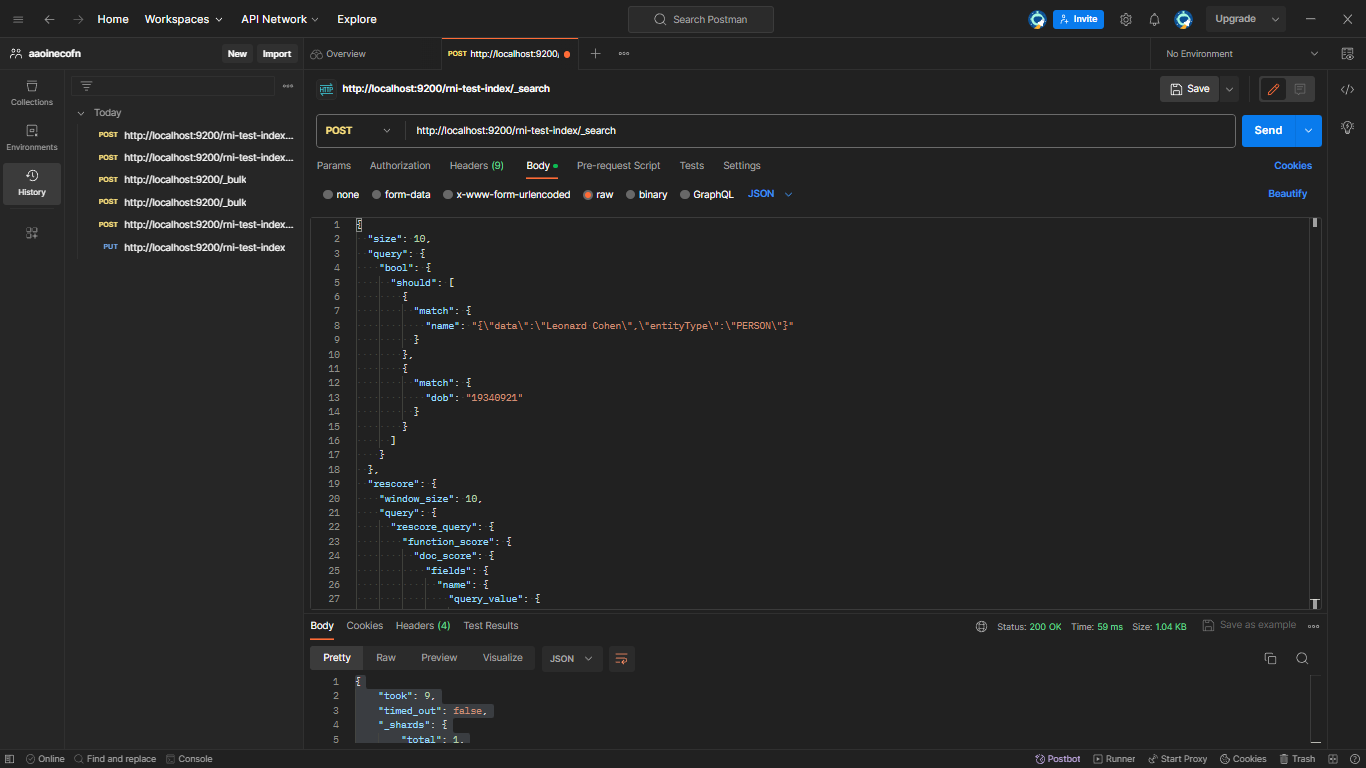 Home Workspaces API Network Explore Search Postman Invite Upgrade
aaoinecofn New Import Overview POST http://localhost:9200/ No Environment
Collections
Environments
History
Today
POST http://localhost:9200/rni-test-index...
POST http://localhost:9200/rni-test-index...
POST http://localhost:9200/_bulk
POST http://localhost:9200/_bulk
POST http://localhost:9200/rni-test-index...
PUT http://localhost:9200/rni-test-index
HTTP http://localhost:9200/rni-test-index/_search Save
POST http://localhost:9200/rni-test-index/_search Send
Params Authorization Headers (9) Body Pre-request Script Tests Settings Cookies
none form-data x-www-form-urlencoded raw binary GraphQL JSON Beautify
1 {
2 "size": 10,
3 "query": {
4 "bool": {
5 "should": [
6 {
7 "match": {
8 "name": "{\"data\":\"Leonard Cohen\",\"entityType\":\"PERSON\"}"
9 }
10 },
11 {
12 "match": {
13 "dob": "19340921"
14 }
15 }
16 ]
17 }
18 },
19 "rescore": {
20 "window_size": 10,
21 "query": {
22 "rescore_query": {
23 "function_score": {
24 "doc_score": {
25 "fields": {
26 "name": {
27 "query_value": {
Body Cookies Headers (4) Test Results Status: 200 OK Time: 59 ms Size: 1.04 KB Save as example
Pretty Raw Preview Visualize JSON
1 {
2 "took": 9,
3 "timed_out": false,
4 "_shards": {
5 "total": 1,
Online Find and replace Console Postbot Runner Start Proxy Cookies Trash